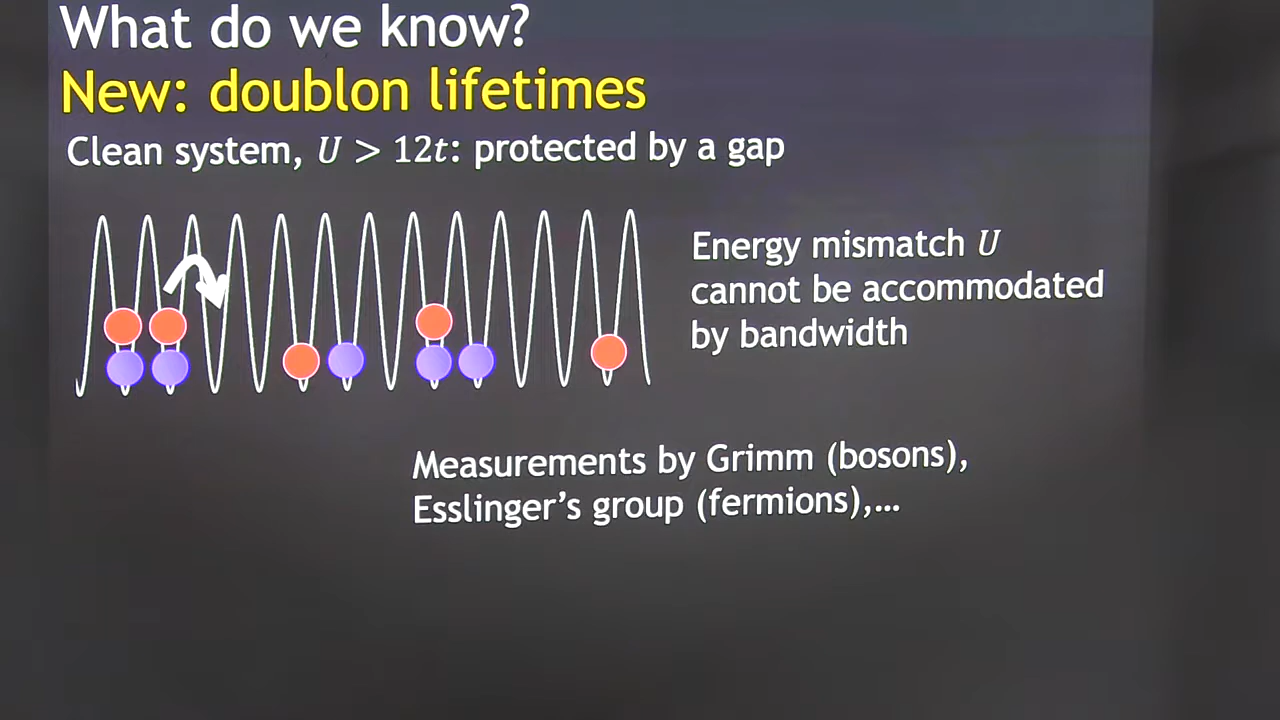 What do we know?
New: doublon lifetimes
Clean system, U > 12t: protected by a gap
Energy mismatch U
cannot be accommodated
by bandwidth
Measurements by Grimm (bosons),
Esslinger's group (fermions),...